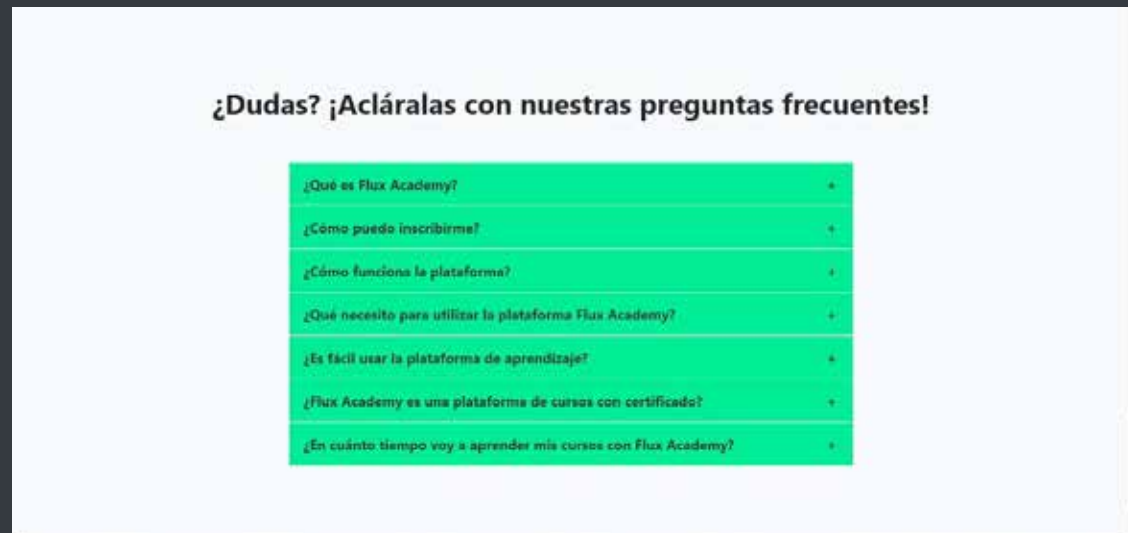 ¿Dudas? ¡Acláralas con nuestras preguntas frecuentes!
¿Qué es Flux Academy? +
¿Cómo puedo inscribirme? +
¿Cómo funciona la plataforma? +
¿Qué necesito para utilizar la plataforma Flux Academy? +
¿Es fácil usar la plataforma de aprendizaje? +
¿Flux Academy es una plataforma de cursos con certificado? +
¿En cuánto tiempo voy a aprender mis cursos con Flux Academy? +